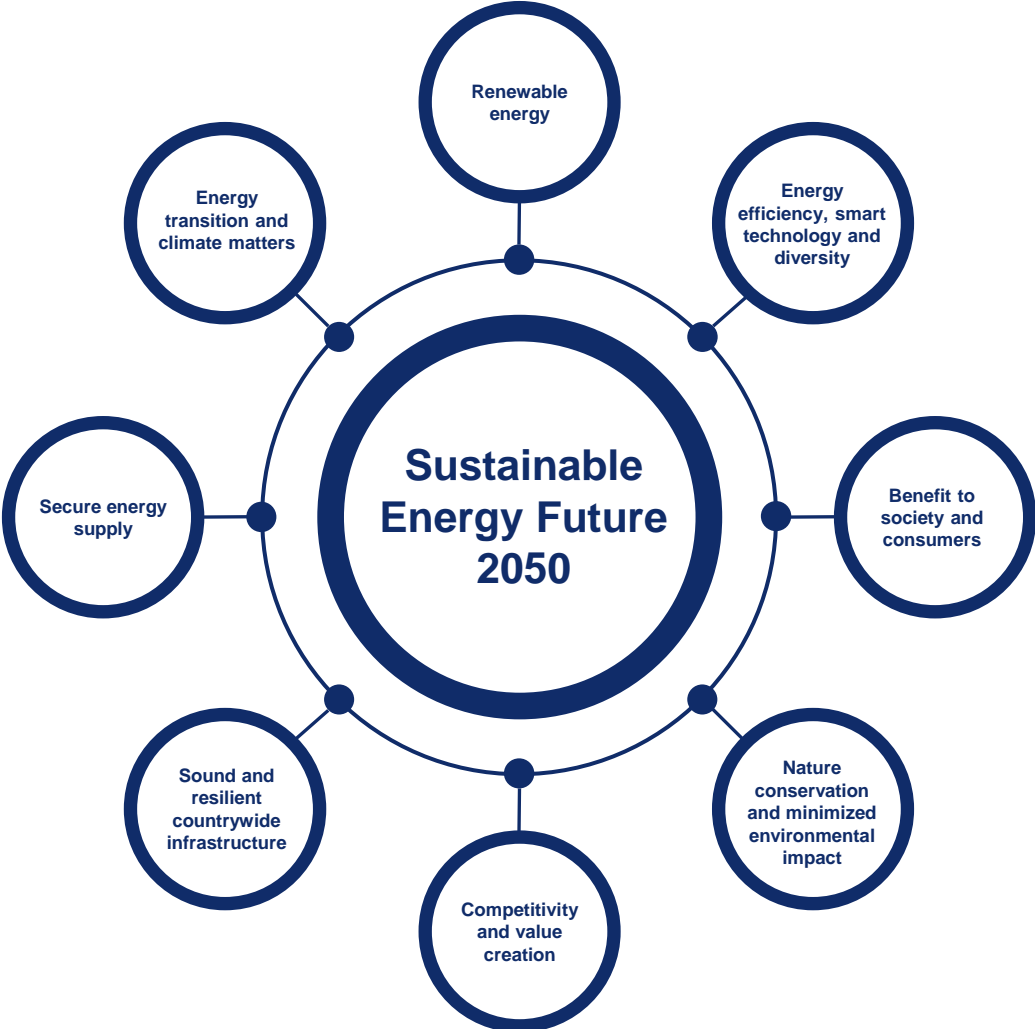 Renewable
energy
Energy
efficiency, smart
technology and
diversity
Benefit to
society and
consumers
Nature
conservation
and minimized
environmental
impact
Competitivity
and value
creation
Sound and
resilient
countrywide
infrastructure
Secure energy
supply
Energy
transition and
climate matters
Sustainable
Energy Future
2050